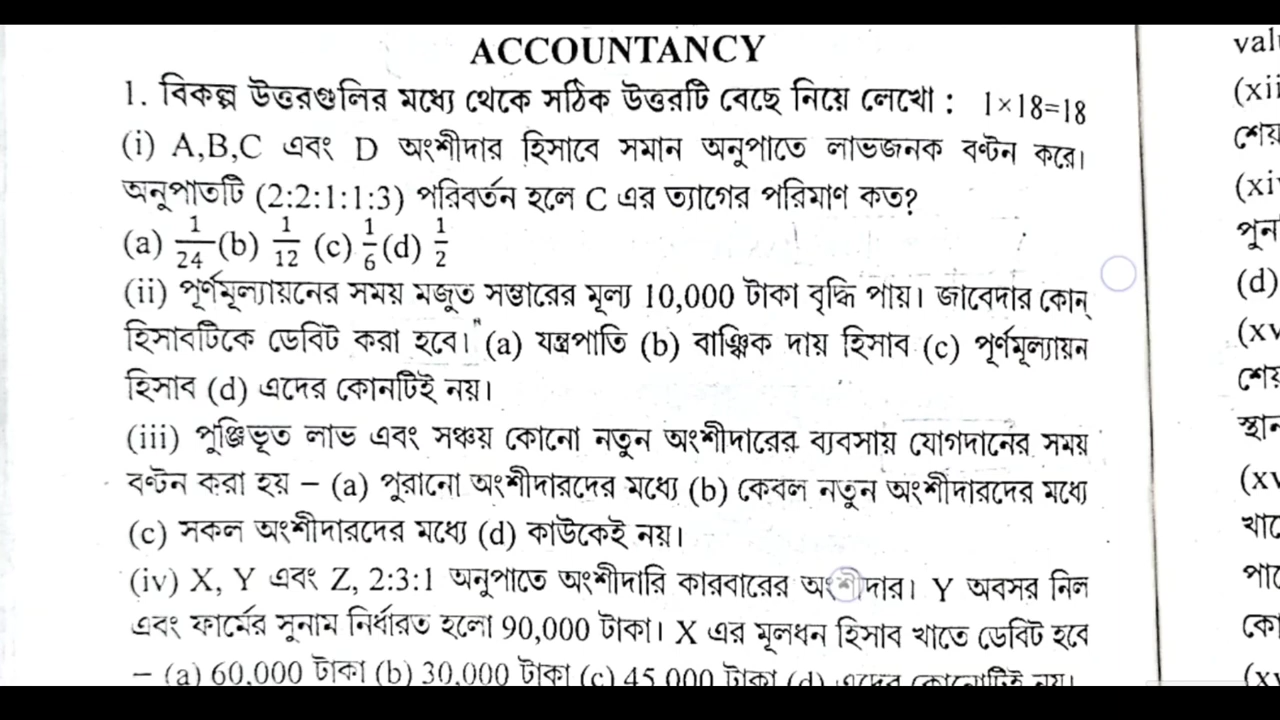 ACCOUNTANCY
1. বিকল্প উত্তরগুলির মধ্যে থেকে সঠিক উত্তরটি বেছে নিয়ে লেখো : 1×18=18
(i) A,B,C এবং D অংশীদার হিসাবে সমান অনুপাতে লাভজনক বণ্টন করে।
অনুপাতটি (2:2:1:1:3) পরিবর্তন হলে C এর ত্যাগের পরিমাণ কত?
(a) 1/24 (b) 1/12 (c) 1/6 (d) 1/2
(ii) পূর্ণমূল্যায়নের সময় মজুত সম্ভারের মূল্য 10,000 টাকা বৃদ্ধি পায়। জাবেদার কোন্
হিসাবটিকে ডেবিট করা হবে। (a) যন্ত্রপাতি (b) বাঞ্ঝিক দায় হিসাব (c) পূর্ণমূল্যায়ন
হিসাব (d) এদের কোনটিই নয়।
(iii) পুঞ্জিভূত লাভ এবং সঞ্চয় কোনো নতুন অংশীদারের ব্যবসায় যোগদানের সময়
বণ্টন করা হয় – (a) পুরানো অংশীদারদের মধ্যে (b) কেবল নতুন অংশীদারদের মধ্যে
(c) সকল অংশীদারদের মধ্যে (d) কাউকেই নয়।
(iv) X, Y এবং Z, 2:3:1 অনুপাতে অংশীদারি কারবারের অংশীদার। Y অবসর নিল
এবং ফার্মের সুনাম নির্ধারত হলো 90,000 টাকা। X এর মূলধন হিসাব খাতে ডেবিট হবে
– (a) 60,000 টাকা (b) 30,000 টাকা (c) 45,000 টাকা (d) এদের কোনোটিই নয়।
val
(xii
(xi
(d)
(xv
(xv